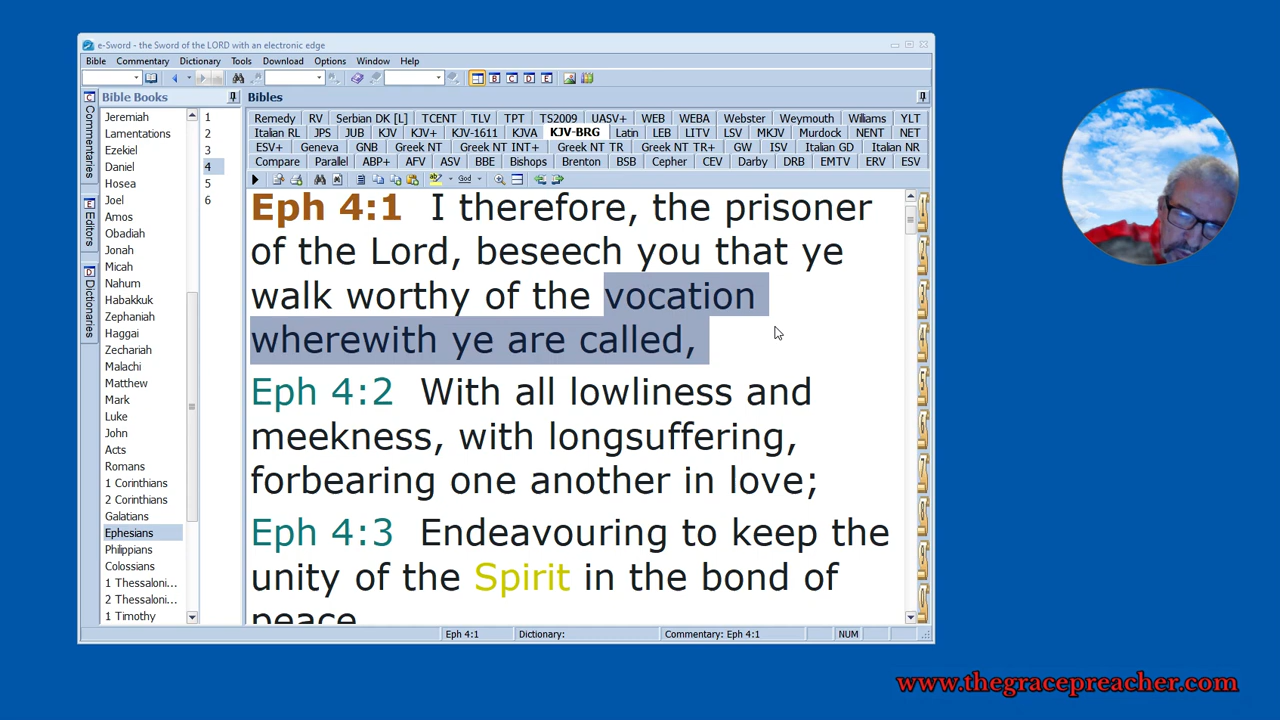 e-Sword - the Sword of the LORD with an electronic edge
Bible Commentary Dictionary Tools Download Options Window Help
B C D E
Bible Books
Bibles
Commentaries
Editors
Dictionaries
Jeremiah
Lamentations
Ezekiel
Daniel
Hosea
Joel
Amos
Obadiah
Jonah
Micah
Nahum
Habakkuk
Zephaniah
Haggai
Zechariah
Malachi
Matthew
Mark
Luke
John
Acts
Romans
1 Corinthians
2 Corinthians
Galatians
Ephesians
Philippians
Colossians
1 Thessaloni...
2 Thessaloni...
1 Timothy
1
2
3
4
5
6
Remedy RV Serbian DK [L] TCENT TLV TPT TS2009 UASV+ WEB WEBA Webster Weymouth Williams YLT
Italian RL JPS JUB KJV KJV+ KJV-1611 KJVA KJV-BRG Latin LEB LITV LSV MKJV Murdock NENT NET
ESV+ Geneva GNB Greek NT Greek NT INT+ Greek NT TR Greek NT TR+ GW ISV Italian GD Italian NR
Compare Parallel ABP+ AFV ASV BBE Bishops Brenton BSB Cepher CEV Darby DRB EMTV ERV ESV
God
Eph 4:1 I therefore, the prisoner
of the Lord, beseech you that ye
walk worthy of the vocation
wherewith ye are called,
Eph 4:2 With all lowliness and
meekness, with longsuffering,
forbearing one another in love;
Eph 4:3 Endeavouring to keep the
unity of the Spirit in the bond of
peace
Eph 4:1 Dictionary: Commentary: Eph 4:1 NUM
www.thegracepreacher.com